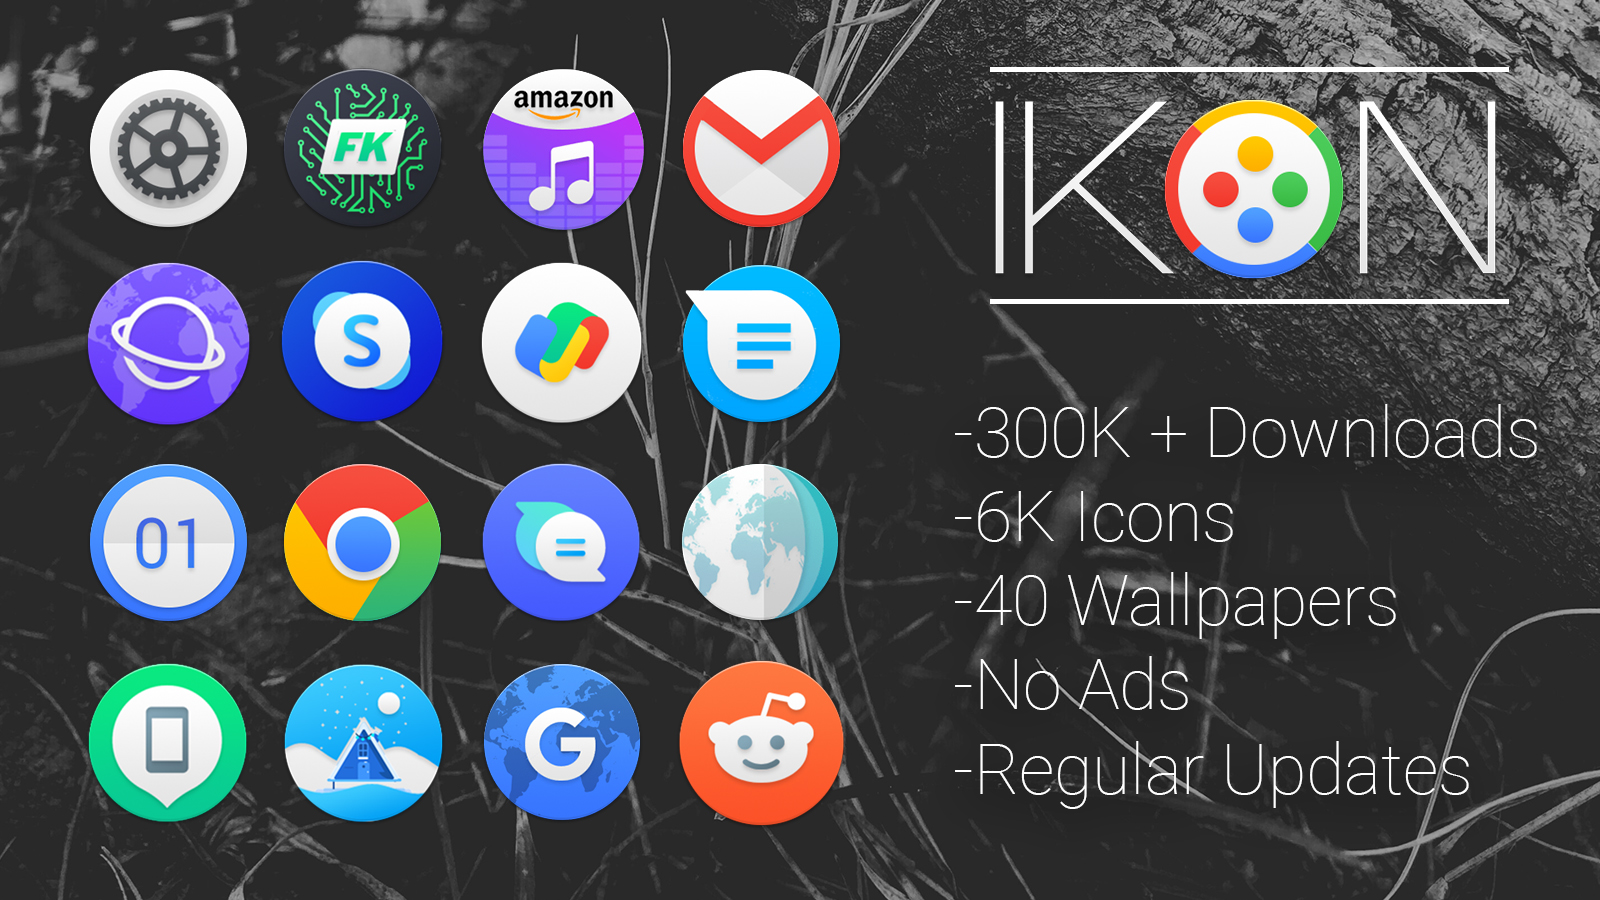 amazon
FK
S
01
G
IKON
-300K + Downloads
-6K Icons
-40 Wallpapers
-No Ads
-Regular Updates